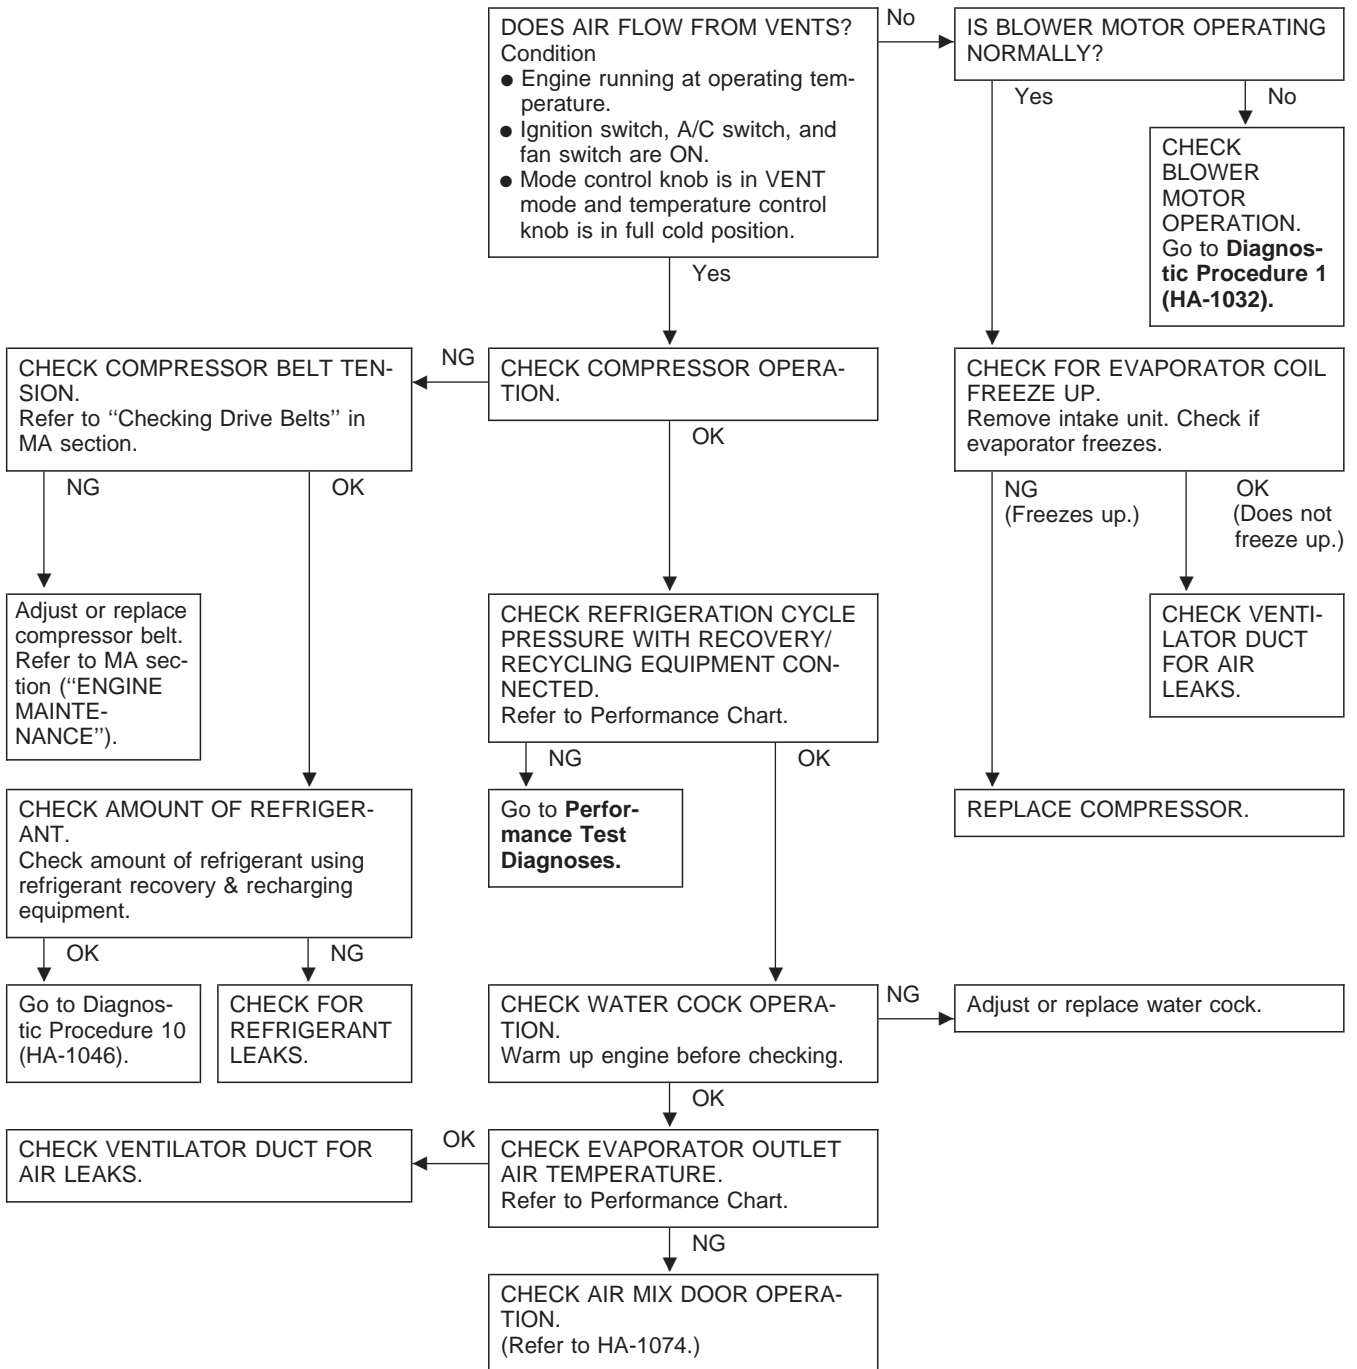 DOES AIR FLOW FROM VENTS?
Condition
● Engine running at operating tem-
perature.
● Ignition switch, A/C switch, and
fan switch are ON.
● Mode control knob is in VENT
mode and temperature control
knob is in full cold position.
No
IS BLOWER MOTOR OPERATING
NORMALLY?
Yes
No
CHECK
BLOWER
MOTOR
OPERATION.
Go to Diagnos-
tic Procedure 1
(HA-1032).
Yes
CHECK COMPRESSOR BELT TEN-
SION.
Refer to ‘‘Checking Drive Belts’’ in
MA section.
NG
CHECK COMPRESSOR OPERA-
TION.
CHECK FOR EVAPORATOR COIL
FREEZE UP.
Remove intake unit. Check if
evaporator freezes.
NG
OK
OK
NG
(Freezes up.)
OK
(Does not
freeze up.)
Adjust or replace
compressor belt.
Refer to MA sec-
tion (‘‘ENGINE
MAINTE-
NANCE’’).
CHECK REFRIGERATION CYCLE
PRESSURE WITH RECOVERY/
RECYCLING EQUIPMENT CON-
NECTED.
Refer to Performance Chart.
CHECK VENTI-
LATOR DUCT
FOR AIR
LEAKS.
NG
OK
CHECK AMOUNT OF REFRIGER-
ANT.
Check amount of refrigerant using
refrigerant recovery & recharging
equipment.
Go to Perfor-
mance Test
Diagnoses.
REPLACE COMPRESSOR.
OK
NG
Go to Diagnos-
tic Procedure 10
(HA-1046).
CHECK FOR
REFRIGERANT
LEAKS.
CHECK WATER COCK OPERA-
TION.
Warm up engine before checking.
NG
Adjust or replace water cock.
OK
CHECK VENTILATOR DUCT FOR
AIR LEAKS.
OK
CHECK EVAPORATOR OUTLET
AIR TEMPERATURE.
Refer to Performance Chart.
NG
CHECK AIR MIX DOOR OPERA-
TION.
(Refer to HA-1074.)